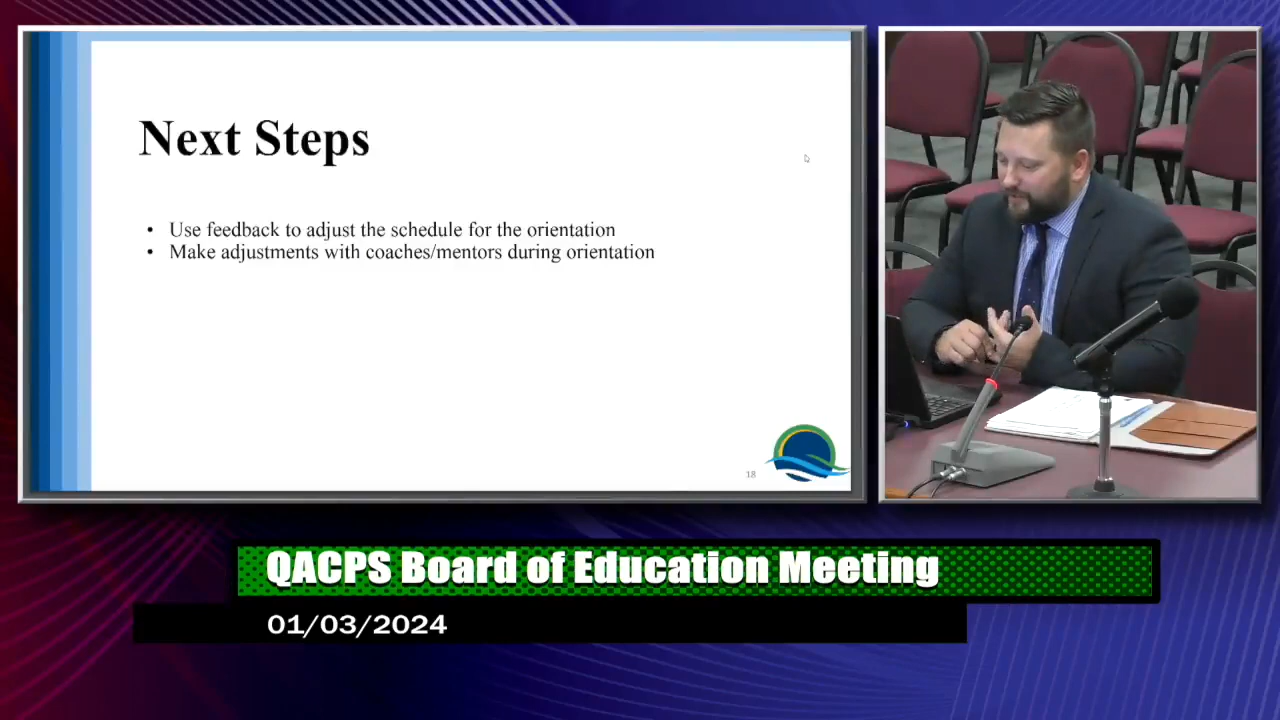 Next Steps
• Use feedback to adjust the schedule for the orientation
• Make adjustments with coaches/mentors during orientation
18
QACPS Board of Education Meeting
01/03/2024